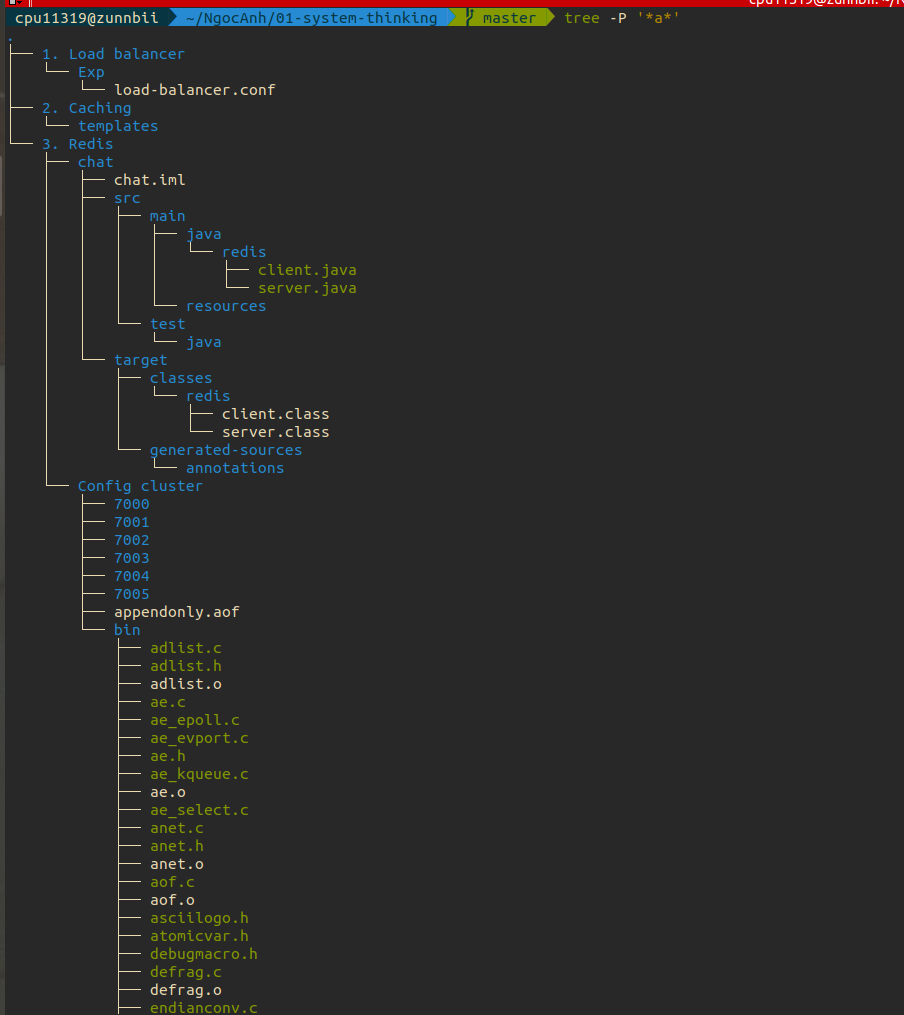 cpu11319@zunnbii:~/
cpu11319@zunnbii ~/NgocAnh/01-system-thinking master tree -P '*a*'
.
├── 1. Load balancer
│   └── Exp
│       └── load-balancer.conf
├── 2. Caching
│   └── templates
└── 3. Redis
    ├── chat
    │   ├── chat.iml
    │   ├── src
    │   │   ├── main
    │   │   │   ├── java
    │   │   │   │   └── redis
    │   │   │   │       ├── client.java
    │   │   │   │       └── server.java
    │   │   │   └── resources
    │   │   └── test
    │   │       └── java
    │   └── target
    │       ├── classes
    │       │   └── redis
    │       │       ├── client.class
    │       │       └── server.class
    │       └── generated-sources
    │           └── annotations
    └── Config cluster
        ├── 7000
        ├── 7001
        ├── 7002
        ├── 7003
        ├── 7004
        ├── 7005
        ├── appendonly.aof
        └── bin
            ├── adlist.c
            ├── adlist.h
            ├── adlist.o
            ├── ae.c
            ├── ae_epoll.c
            ├── ae_evport.c
            ├── ae.h
            ├── ae_kqueue.c
            ├── ae.o
            ├── ae_select.c
            ├── anet.c
            ├── anet.h
            ├── anet.o
            ├── aof.c
            ├── aof.o
            ├── asciilogo.h
            ├── atomicvar.h
            ├── debugmacro.h
            ├── defrag.c
            ├── defrag.o
            ├── endianconv.c